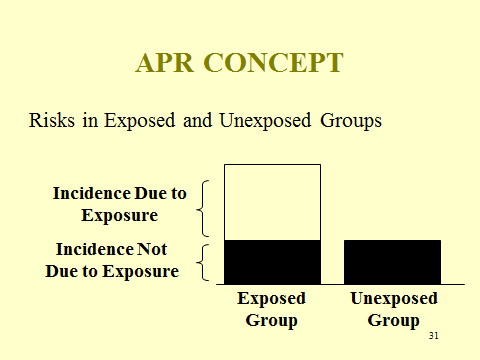 APR CONCEPT
Risks in Exposed and Unexposed Groups
Incidence Due to
Exposure
Incidence Not
Due to Exposure
Exposed
Group
Unexposed
Group
31